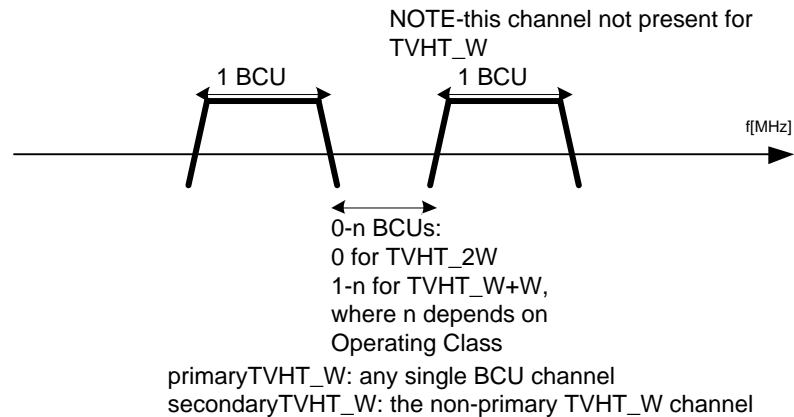 NOTE-this channel not present for
TVHT_W
1 BCU
1 BCU
f[MHz]
0-n BCUs:
0 for TVHT_2W
1-n for TVHT_W+W,
where n depends on
Operating Class
primaryTVHT_W: any single BCU channel
secondaryTVHT_W: the non-primary TVHT_W channel